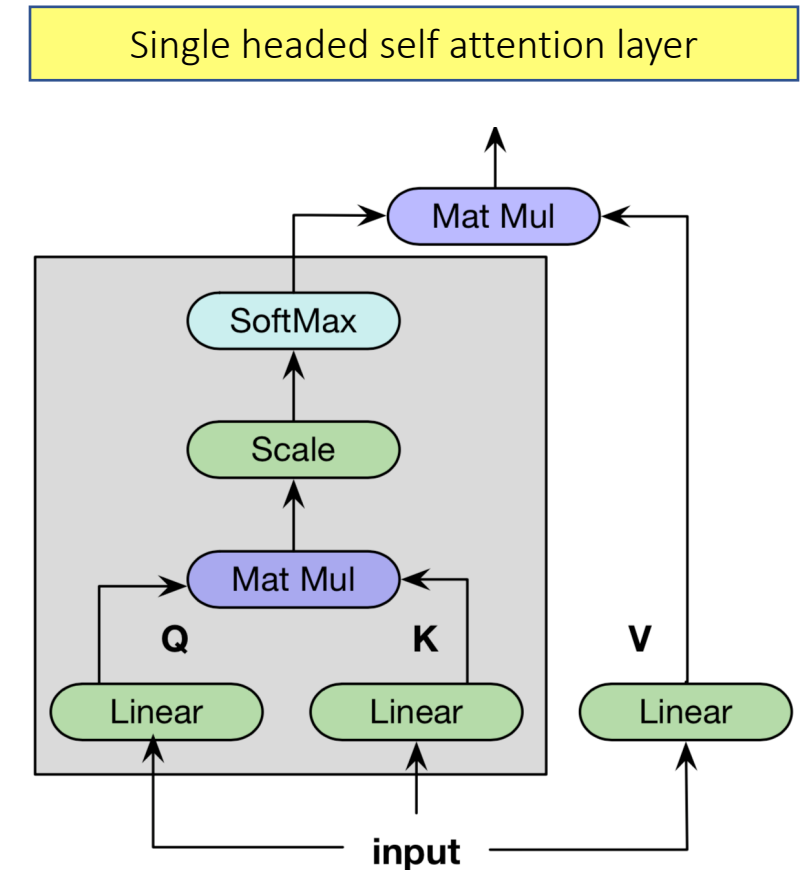 Single headed self attention layer
Mat Mul
SoftMax
Scale
Mat Mul
Q K V
Linear Linear Linear
input